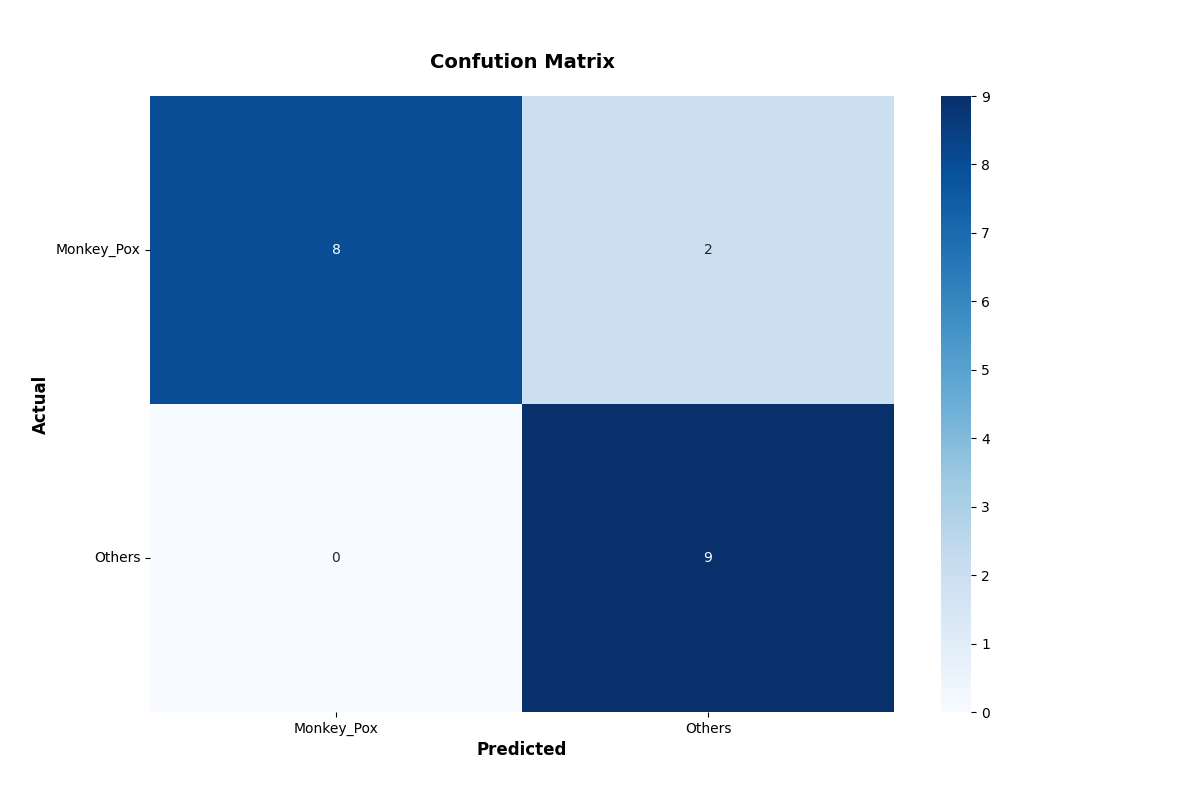 Confution Matrix
Actual
Monkey_Pox
8
2
Others
0
9
Monkey_Pox
Others
Predicted
9
8
7
6
5
4
3
2
1
0